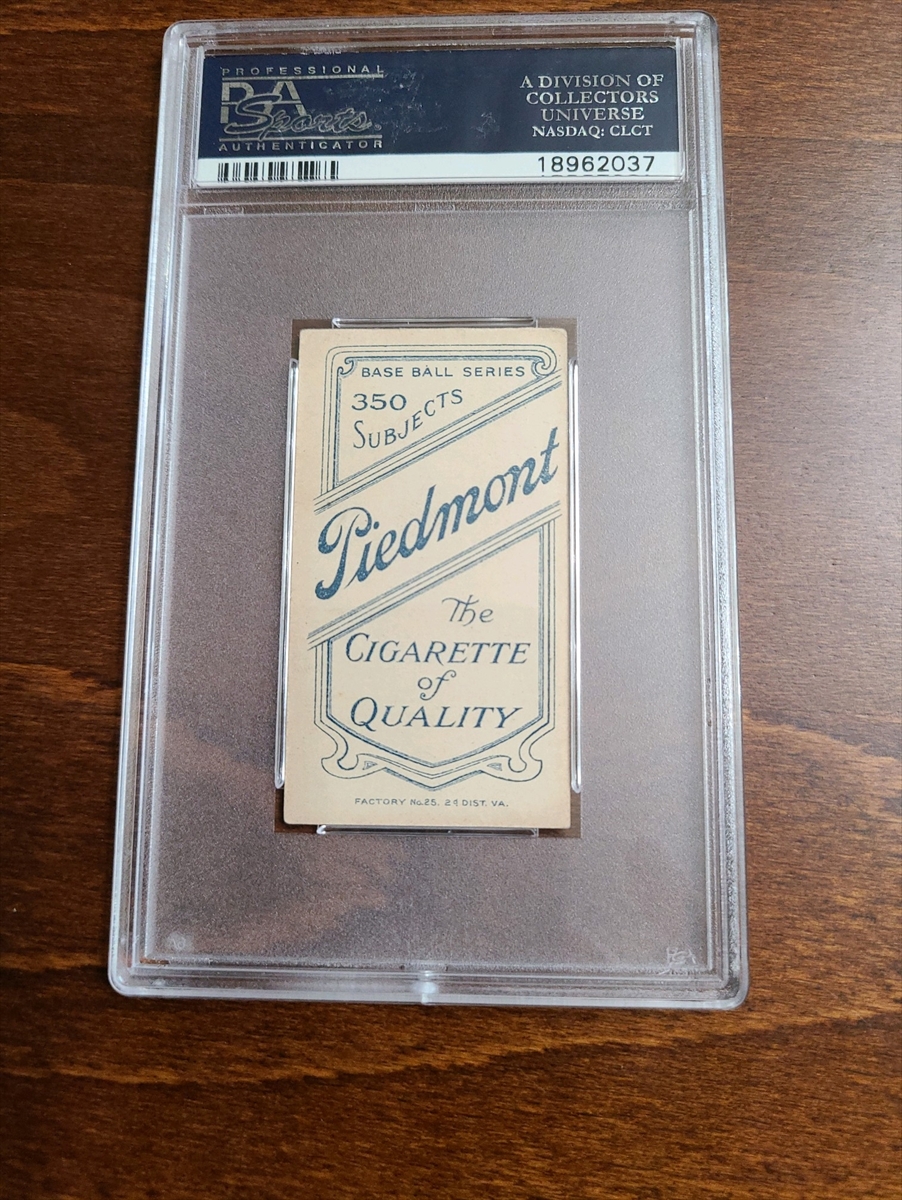 PROFESSIONAL
PSA
Sports
AUTHENTICATOR
A DIVISION OF
COLLECTORS
UNIVERSE
NASDAQ: CLCT
18962037
BASE BALL SERIES
350
SUBJECTS
Piedmont
The
CIGARETTE
of
QUALITY
FACTORY No. 25, 2d DIST. VA.